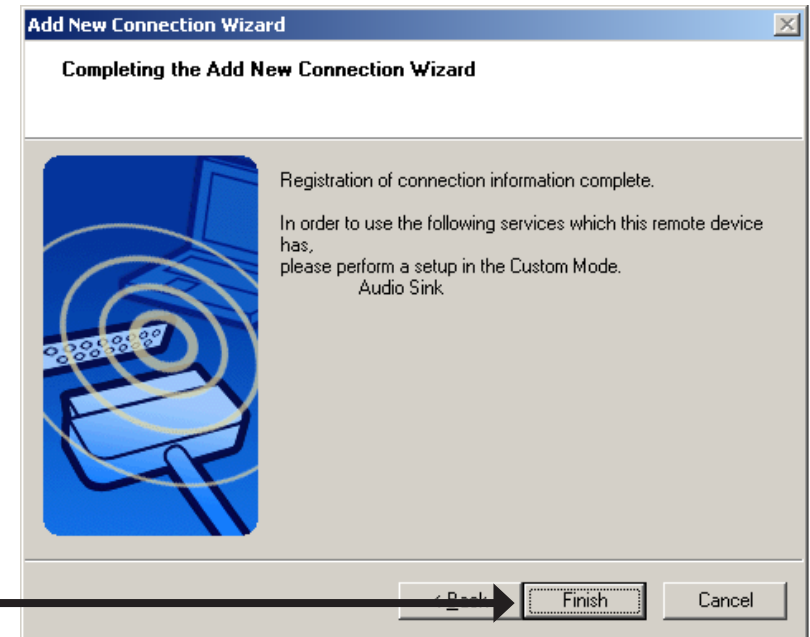 Add New Connection Wizard
Completing the Add New Connection Wizard
Registration of connection information complete.
In order to use the following services which this remote device
has,
please perform a setup in the Custom Mode.
Audio Sink
Finish Cancel